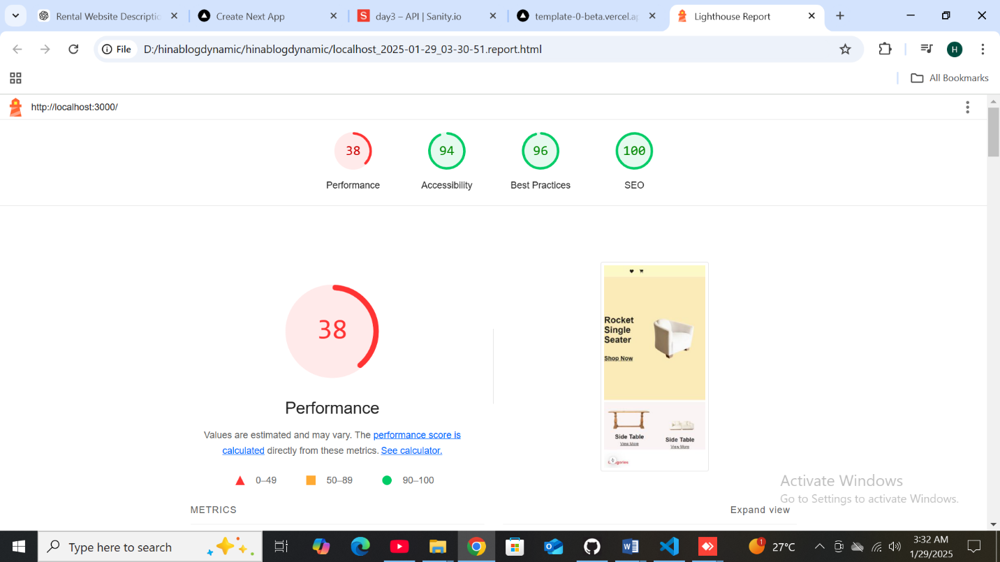 Rental Website Descriptio
Create Next App
day3 – API | Sanity.io
template-0-beta.vercel.ap
Lighthouse Report
File
D:/hinablogdynamic/hinablogdynamic/localhost_2025-01-29_03-30-51.report.html
H
All Bookmarks
http://localhost:3000/
38
94
96
100
Performance
Accessibility
Best Practices
SEO
38
Performance
Values are estimated and may vary. The performance score is
calculated directly from these metrics. See calculator.
0–49
50–89
90–100
Rocket
Single
Seater
Shop Now
Side Table
View More
Side Table
View More
METRICS
Expand view
Activate Windows
Go to Settings to activate Windows.
Type here to search
1
27°C
3:32 AM
1/29/2025